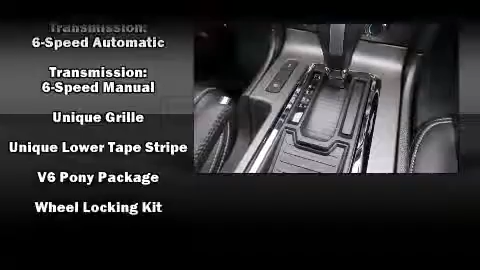 Transmission:
6-Speed Automatic
Transmission:
6-Speed Manual
Unique Grille
Unique Lower Tape Stripe
V6 Pony Package
Wheel Locking Kit